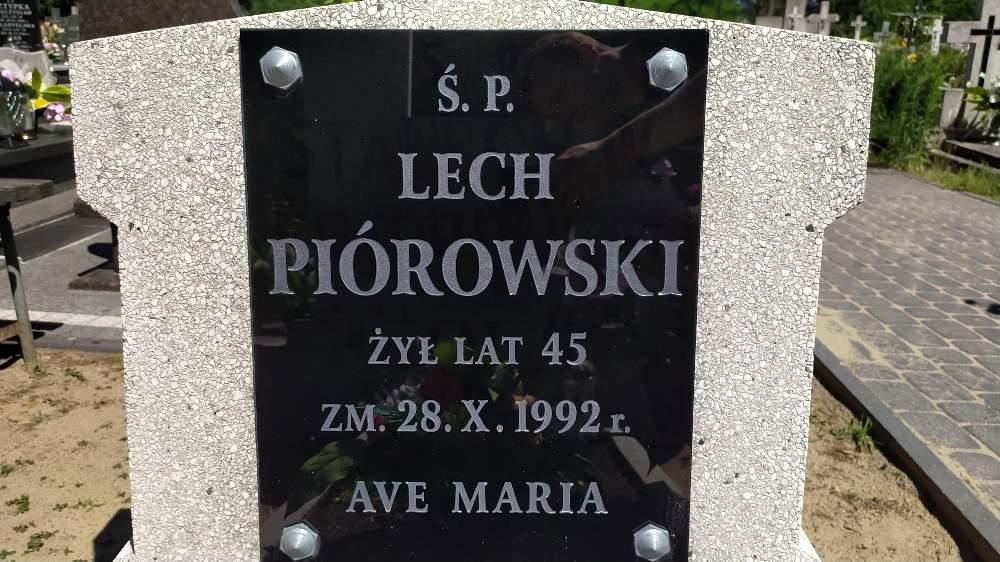 Ś. P.
LECH
PIÓROWSKI
ŻYŁ LAT 45
ZM. 28. X. 1992 r.
AVE MARIA